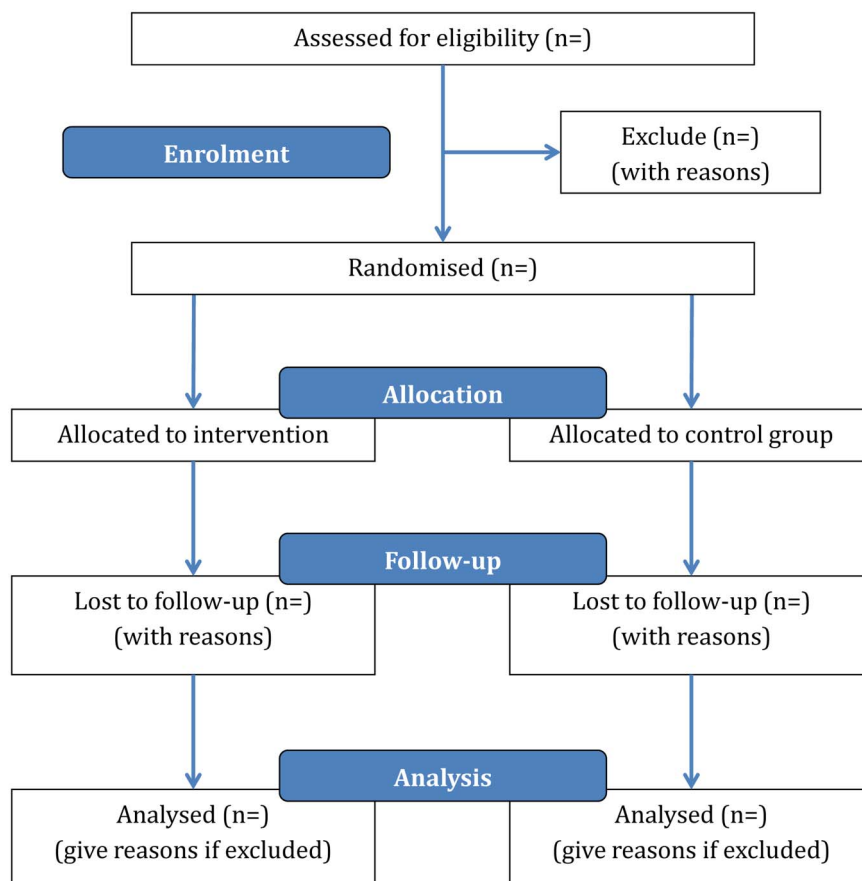 Assessed for eligibility (n=)
Enrolment
Exclude (n=)
(with reasons)
Randomised (n=)
Allocation
Allocated to intervention
Allocated to control group
Follow-up
Lost to follow-up (n=)
(with reasons)
Lost to follow-up (n=)
(with reasons)
Analysis
Analysed (n=)
(give reasons if excluded)
Analysed (n=)
(give reasons if excluded)